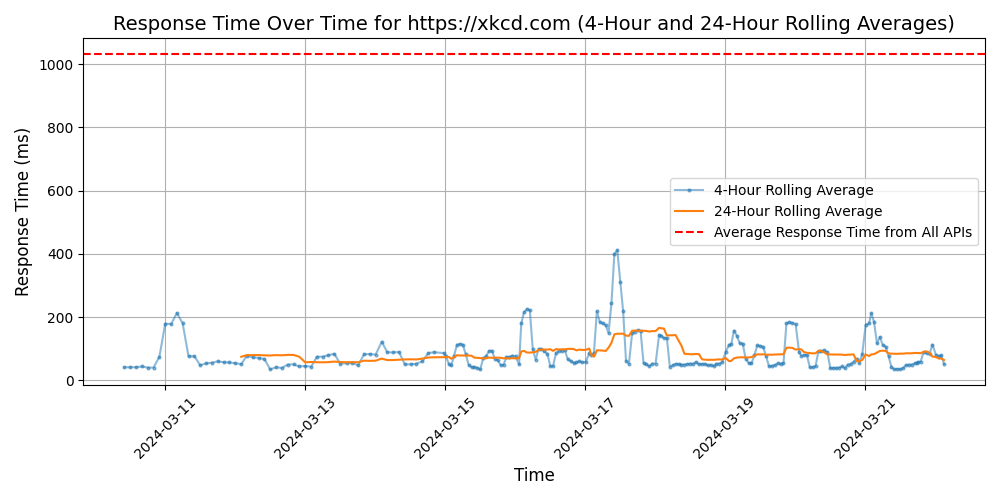 Response Time Over Time for https://xkcd.com (4-Hour and 24-Hour Rolling Averages)
Response Time (ms)
1000
800
600
400
200
0
4-Hour Rolling Average
24-Hour Rolling Average
Average Response Time from All APIs
2024-03-11
2024-03-13
2024-03-15
2024-03-17
2024-03-19
2024-03-21
Time